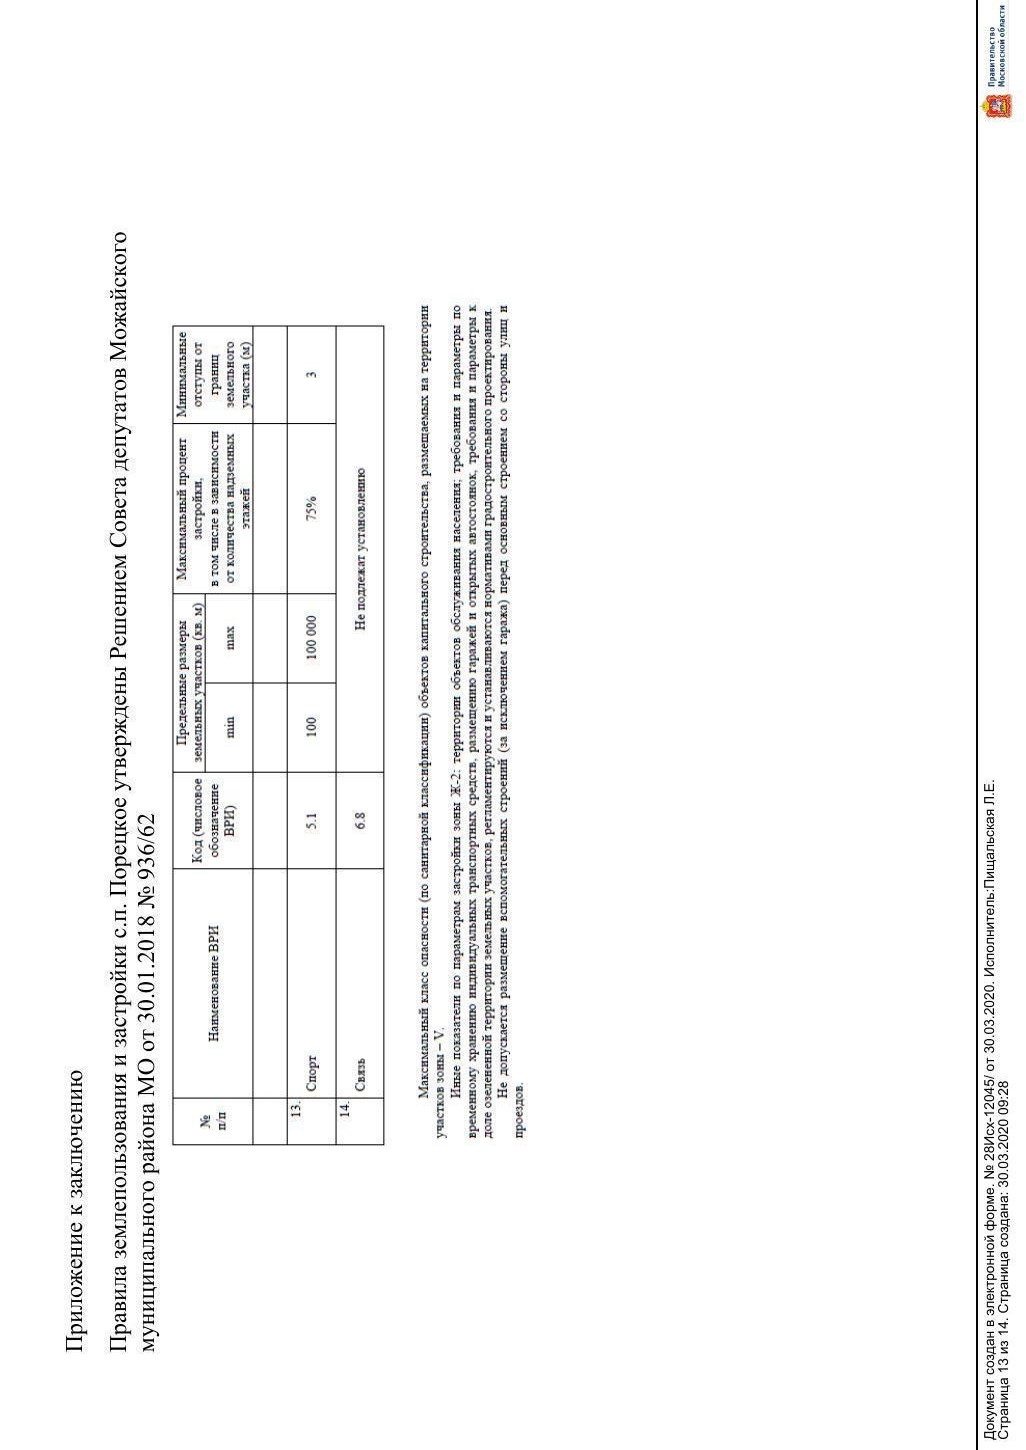 Приложение к заключению
Правила землепользования и застройки с.п. Порецкое утверждены Решением Совета депутатов Можайского
муниципального района МО от 30.01.2018 № 936/62
№
п/п
Наименование ВРИ
Код (числовое
обозначение
ВРИ)
Предельные размеры
земельных участков (кв. м)
min
max
Максимальный процент
застройки,
в том числе в зависимости
от количества надземных
этажей
Минимальные
отступы от
границ
земельного
участка (м)
13. Спорт 5.1 100 100 000 75% 3
14. Связь 6.8 Не подлежат установлению
Максимальный класс опасности (по санитарной классификации) объектов капитального строительства, размещаемых на территории
участков зоны – V.
Иные показатели по параметрам застройки зоны Ж-2: территории объектов обслуживания населения; требования и параметры по
временному хранению индивидуальных транспортных средств, размещению гаражей и открытых автостоянок, требования и параметры к
доле озелененной территории земельных участков, регламентируются и устанавливаются нормативами градостроительного проектирования.
Не допускается размещение вспомогательных строений (за исключением гаража) перед основным строением со стороны улиц и
проездов.
Документ создан в электронной форме. № 28Исх-12045/ от 30.03.2020. Исполнитель:Пищальская Л.Е.
Страница 13 из 14. Страница создана: 30.03.2020 09:28
Правительство
Московской области